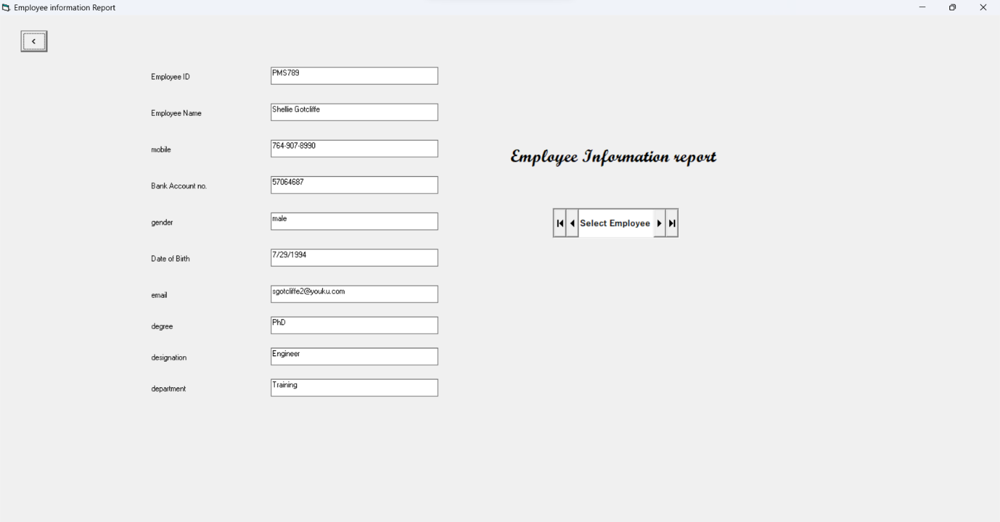 Employee information Report
<
Employee ID PMS789
Employee Name Shellie Gotcliffe
mobile 764-907-8990
Employee Information report
Bank Account no. 57064687
gender male
Select Employee
Date of Birth 7/29/1994
email sgotcliffe2@youku.com
degree PhD
designation Engineer
department Training